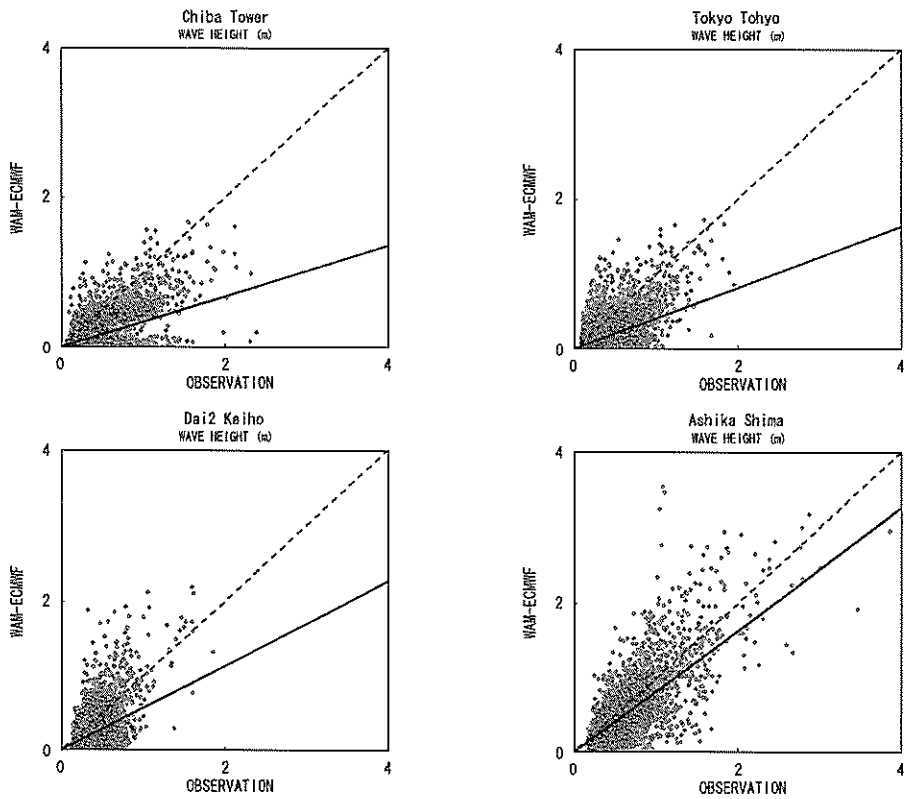 Chiba Tower
WAVE HEIGHT (m)
4
2
0
WAM-ECMWF
0 2 4
OBSERVATION
Tokyo Tohyo
WAVE HEIGHT (m)
4
2
0
WAM-ECMWF
0 2 4
OBSERVATION
Dai2 Kaiho
WAVE HEIGHT (m)
4
2
0
WAM-ECMWF
0 2 4
OBSERVATION
Ashika Shima
WAVE HEIGHT (m)
4
2
0
WAM-ECMWF
0 2 4
OBSERVATION